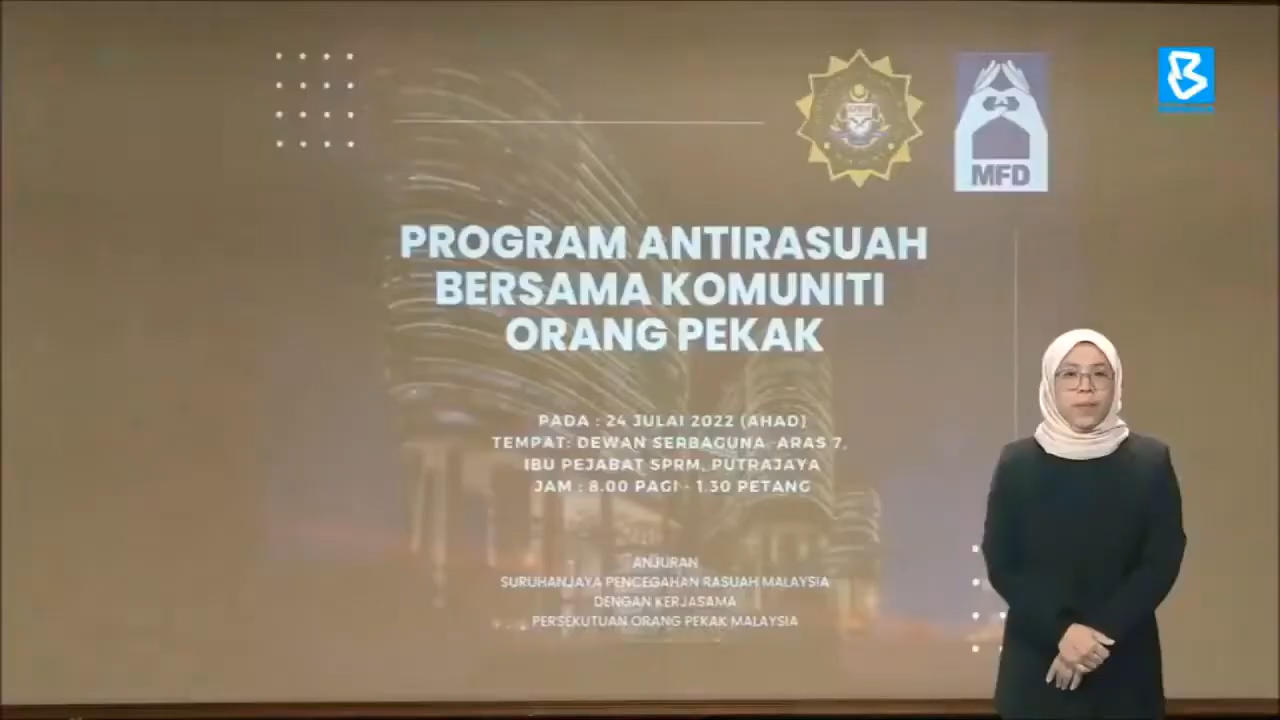 MFD
PROGRAM ANTIRASUAH
BERSAMA KOMUNITI
ORANG PEKAK
PADA : 24 JULAI 2022 (AHAD)
TEMPAT: DEWAN SERBAGUNA ARAS 7,
IBU PEJABAT SPRM, PUTRAJAYA
JAM : 8.00 PAGI - 1.30 PETANG
ANJURAN
SURUHANJAYA PENCEGAHAN RASUAH MALAYSIA
DENGAN KERJASAMA
PERSEKUTUAN ORANG PEKAK MALAYSIA